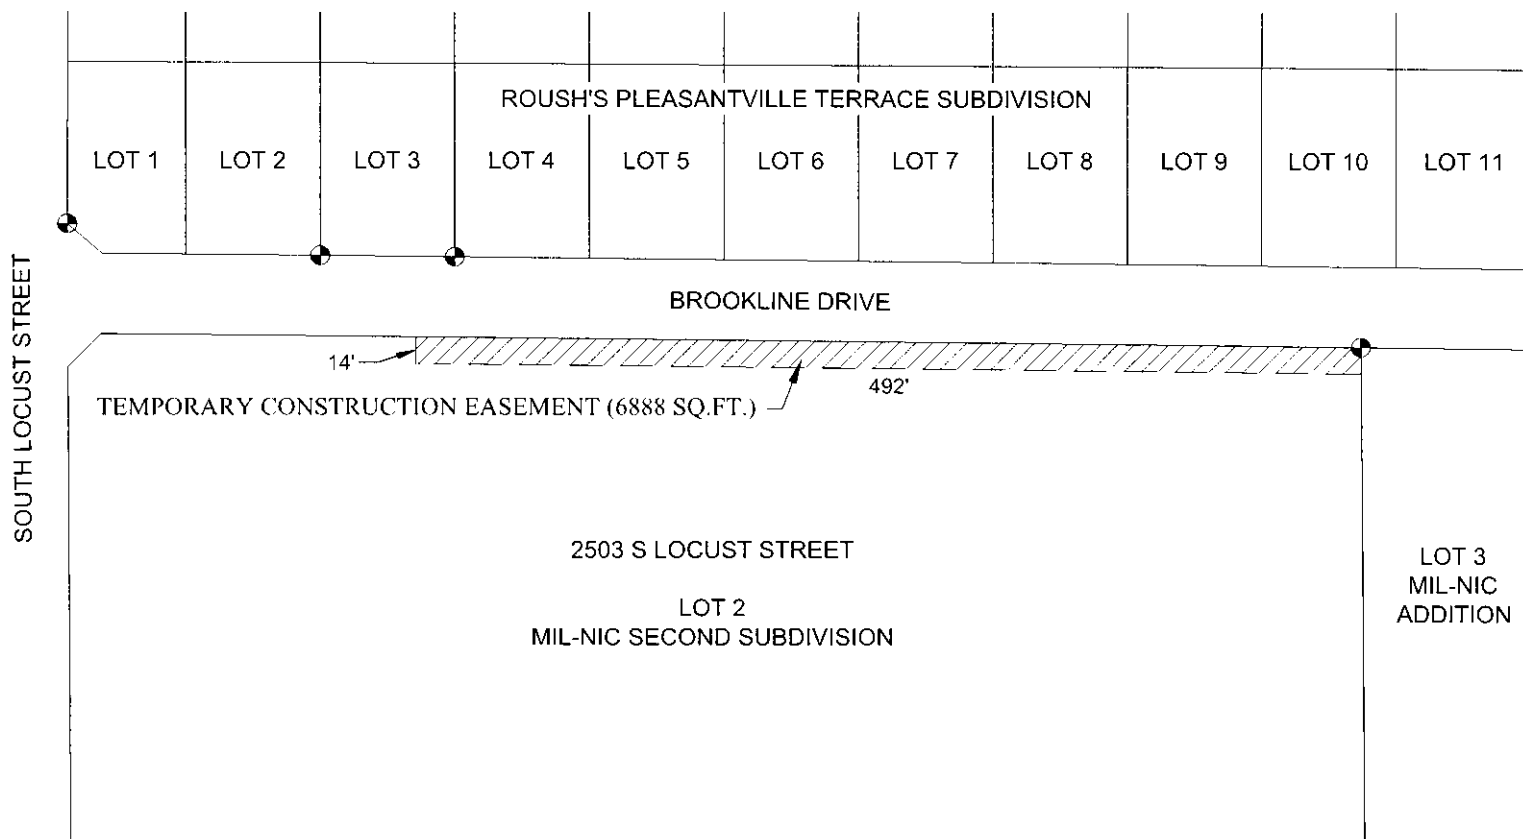 ROUSH'S PLEASANTVILLE TERRACE SUBDIVISION
LOT 1
LOT 2
LOT 3
LOT 4
LOT 5
LOT 6
LOT 7
LOT 8
LOT 9
LOT 10
LOT 11
SOUTH LOCUST STREET
BROOKLINE DRIVE
14'
492'
TEMPORARY CONSTRUCTION EASEMENT (6888 SQ.FT.)
2503 S LOCUST STREET
LOT 2
MIL-NIC SECOND SUBDIVISION
LOT 3
MIL-NIC
ADDITION